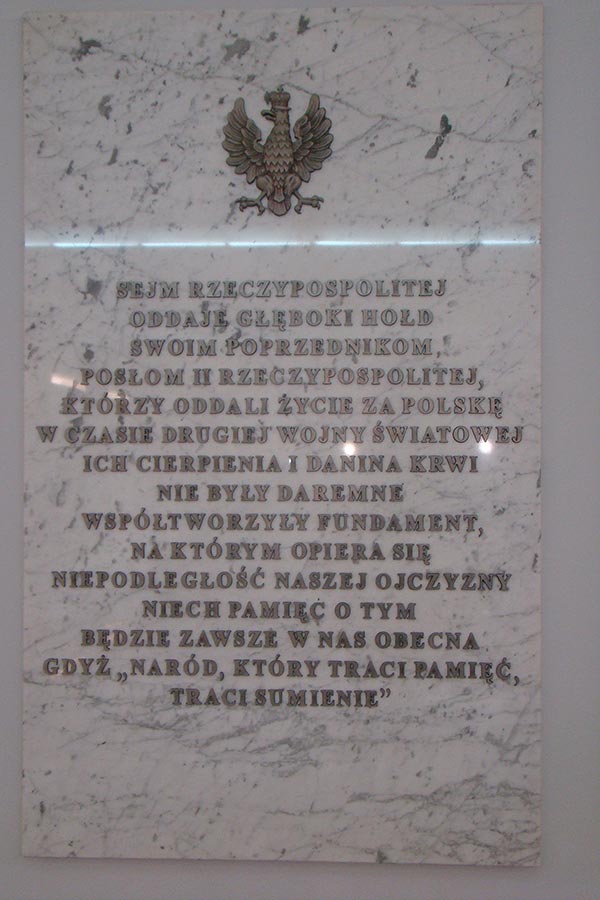 SEJM RZECZYPOSPOLITEJ
ODDAJE GŁĘBOKI HOŁD
SWOIM POPRZEDNIKOM,
POSŁOM II RZECZYPOSPOLITEJ,
KTÓRZY ODDALI ŻYCIE ZA POLSKĘ
W CZASIE DRUGIEJ WOJNY ŚWIATOWEJ
ICH CIERPIENIA I DANINA KRWI
NIE BYŁY DAREMNE
WSPÓŁTWORZYŁY FUNDAMENT,
NA KTÓRYM OPIERA SIĘ
NIEPODLEGŁOŚĆ NASZEJ OJCZYZNY
NIECH PAMIĘĆ O TYM
BĘDZIE ZAWSZE W NAS OBECNA
GDYŻ „NARÓD, KTÓRY TRACI PAMIĘĆ,
TRACI SUMIENIE”